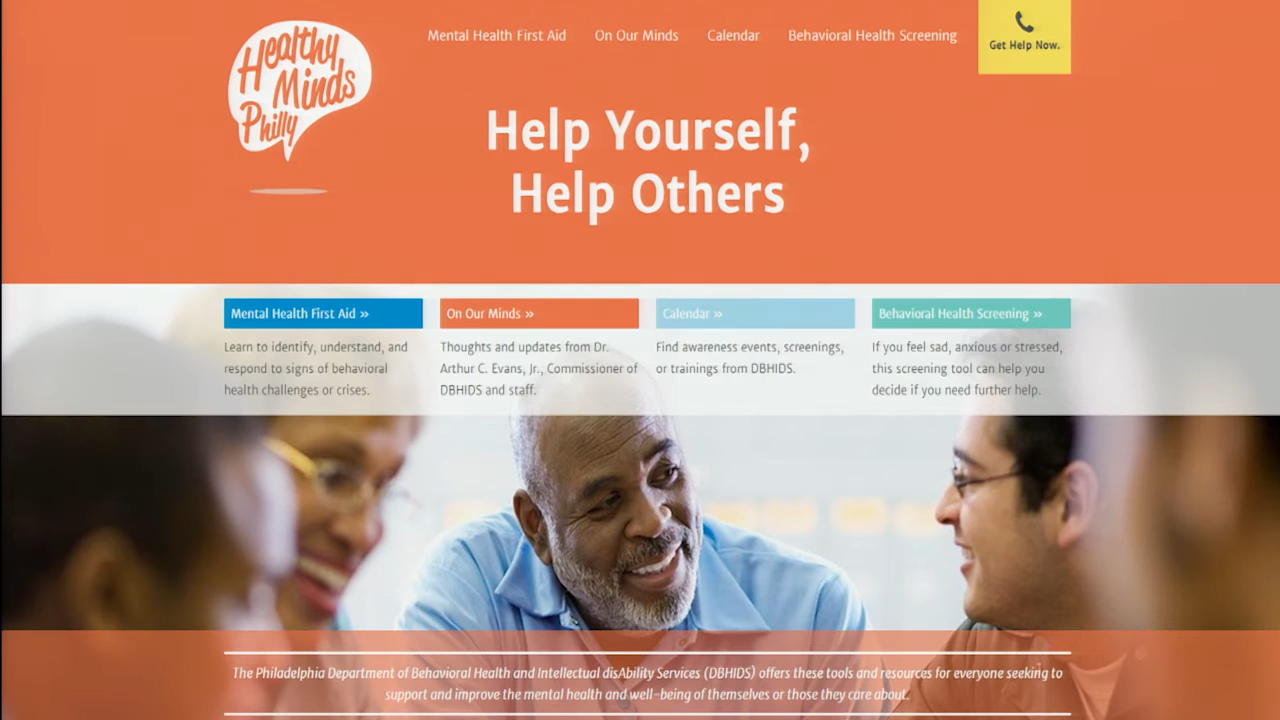 Healthy
Minds
Philly
Mental Health First Aid
On Our Minds
Calendar
Behavioral Health Screening
Get Help Now.
Help Yourself,
Help Others
Mental Health First Aid »
Learn to identify, understand, and
respond to signs of behavioral
health challenges or crises.
On Our Minds »
Thoughts and updates from Dr.
Arthur C. Evans, Jr., Commissioner of
DBHIDS and staff.
Calendar »
Find awareness events, screenings,
or trainings from DBHIDS.
Behavioral Health Screening »
If you feel sad, anxious or stressed,
this screening tool can help you
decide if you need further help.
The Philadelphia Department of Behavioral Health and Intellectual disAbility Services (DBHIDS) offers these tools and resources for everyone seeking to
support and improve the mental health and well-being of themselves or those they care about.